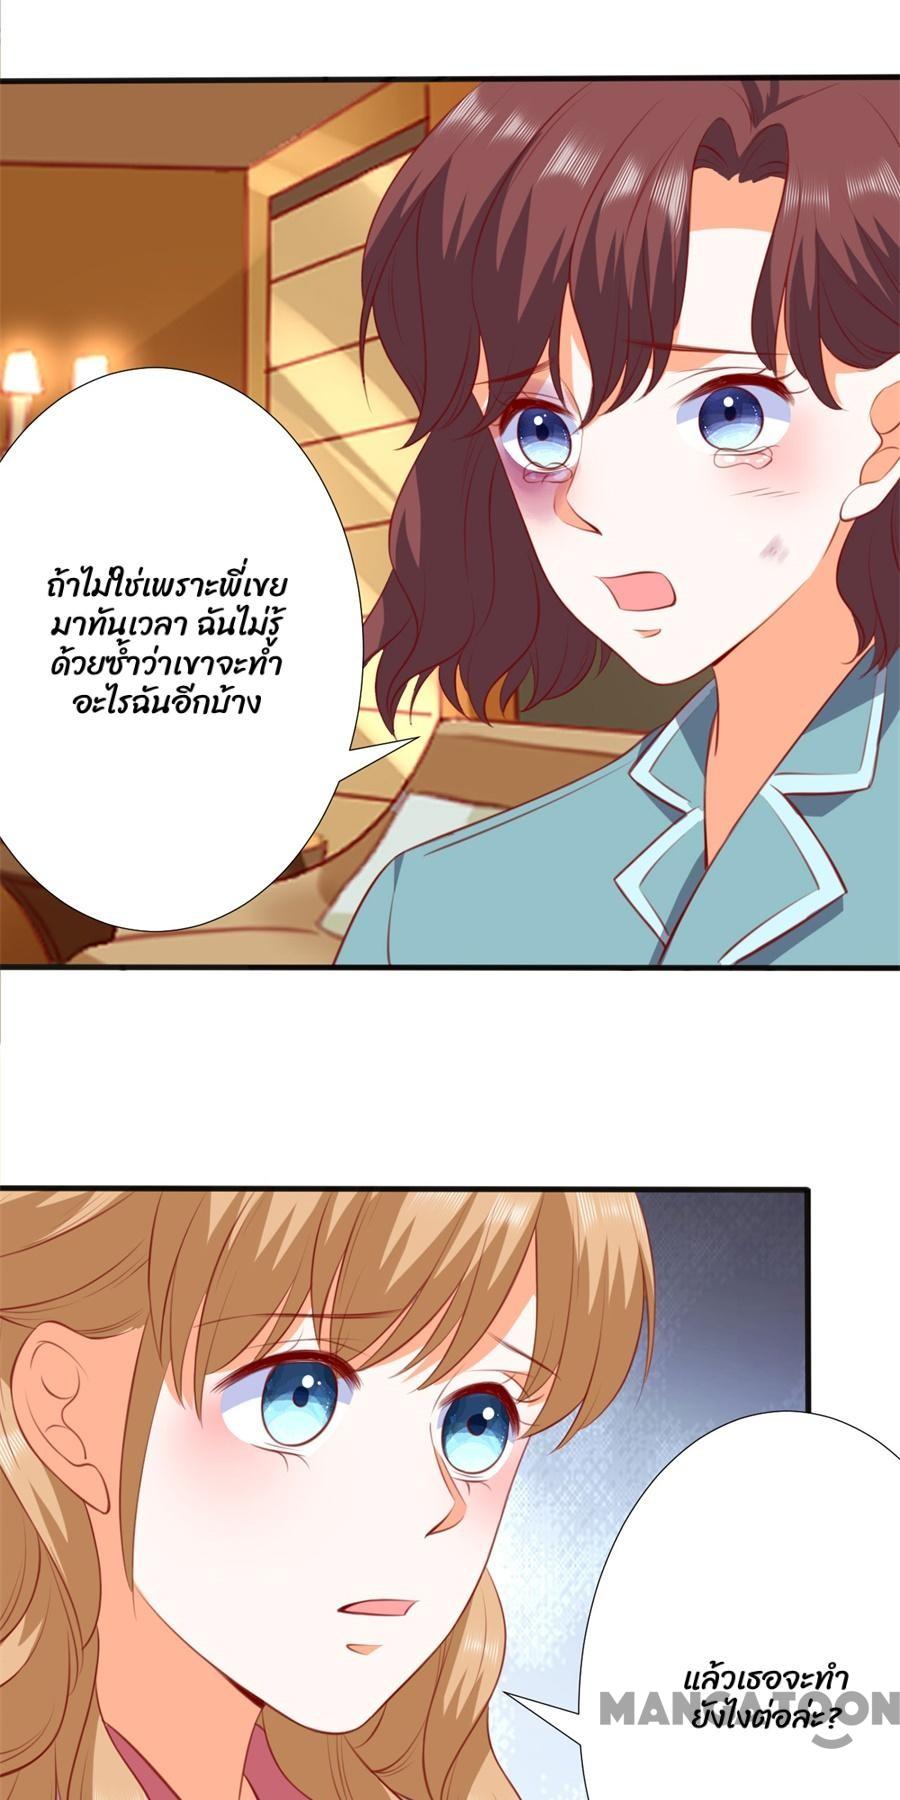 ถ้าไม่ใช่เพราะพี่เขย
มาทันเวลา ฉันไม่รู้
ด้วยซ้ำว่าเขาจะทำ
อะไรฉันอีกบ้าง
แล้วเธอจะทำ
ยังไงต่อล่ะ?
MANGATOON